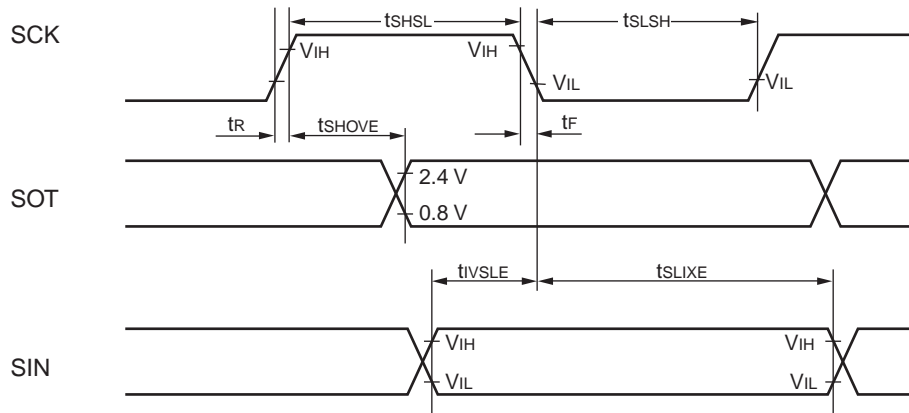 tSHSL
tSLSH
SCK
VIH
VIH
VIL
VIL
tR
tSHOVE
tF
SOT
2.4 V
0.8 V
tIVSLE
tSLIXE
SIN
VIH
VIH
VIL
VIL